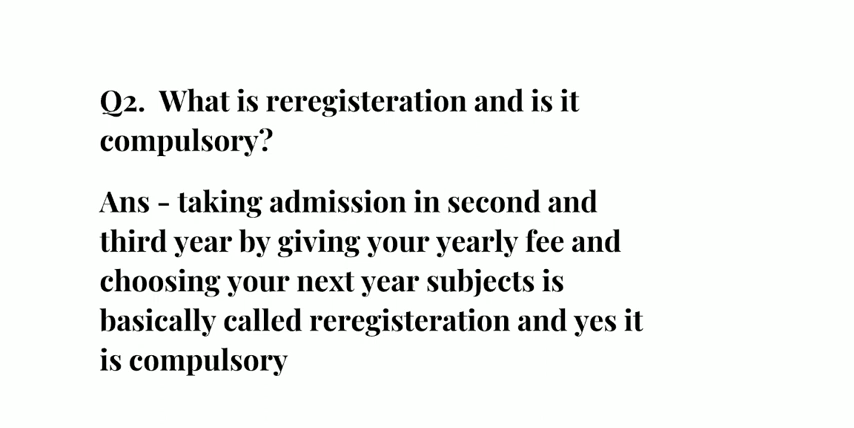 Q2.  What is reregisteration and is it
compulsory?
Ans - taking admission in second and
third year by giving your yearly fee and
choosing your next year subjects is
basically called reregisteration and yes it
is compulsory